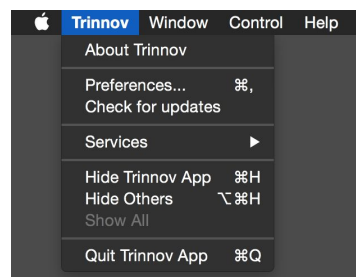 Trinnov Window Control Help
About Trinnov
Preferences... ⌘,
Check for updates
Services ▶
Hide Trinnov App ⌘H
Hide Others ⌥⌘H
Show All
Quit Trinnov App ⌘Q